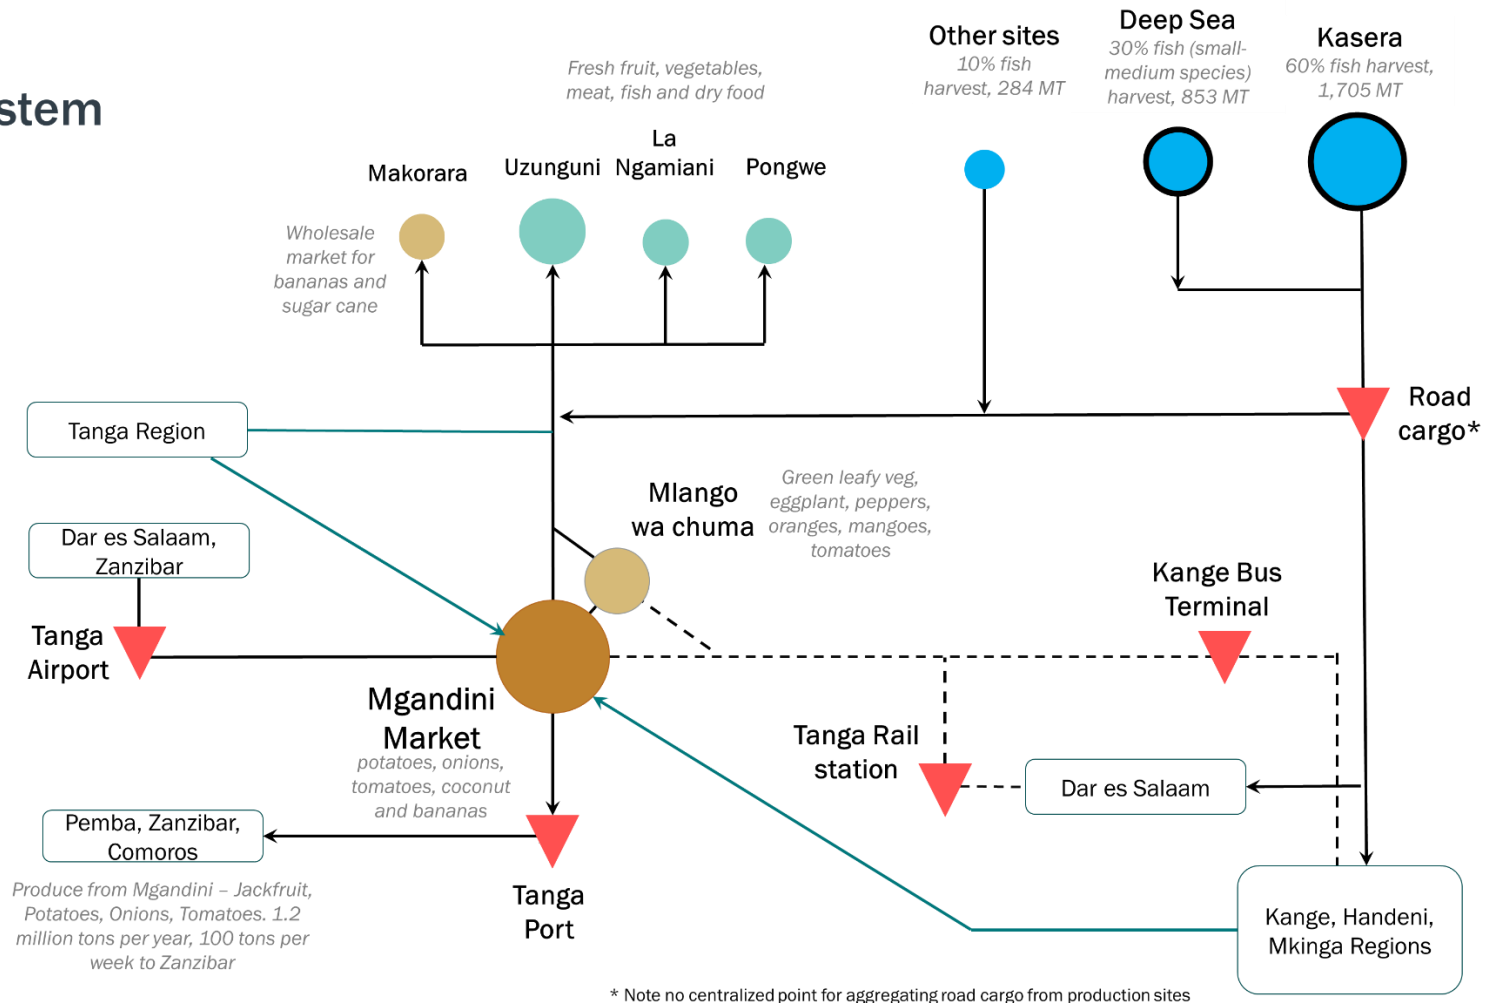 stem
Other sites
10% fish
harvest, 284 MT
Deep Sea
30% fish (small-
medium species)
harvest, 853 MT
Kasera
60% fish harvest,
1,705 MT
Fresh fruit, vegetables,
meat, fish and dry food
Makorara
Uzunguni
La
Ngamiani
Pongwe
Wholesale
market for
bananas and
sugar cane
Tanga Region
Road
cargo*
Mlango
wa chuma
Green leafy veg,
eggplant, peppers,
oranges, mangoes,
tomatoes
Dar es Salaam,
Zanzibar
Tanga
Airport
Kange Bus
Terminal
Mgandini
Market
potatoes, onions,
tomatoes, coconut
and bananas
Tanga Rail
station
Dar es Salaam
Pemba, Zanzibar,
Comoros
Produce from Mgandini – Jackfruit,
Potatoes, Onions, Tomatoes. 1.2
million tons per year, 100 tons per
week to Zanzibar
Tanga
Port
Kange, Handeni,
Mkinga Regions
* Note no centralized point for aggregating road cargo from production sites